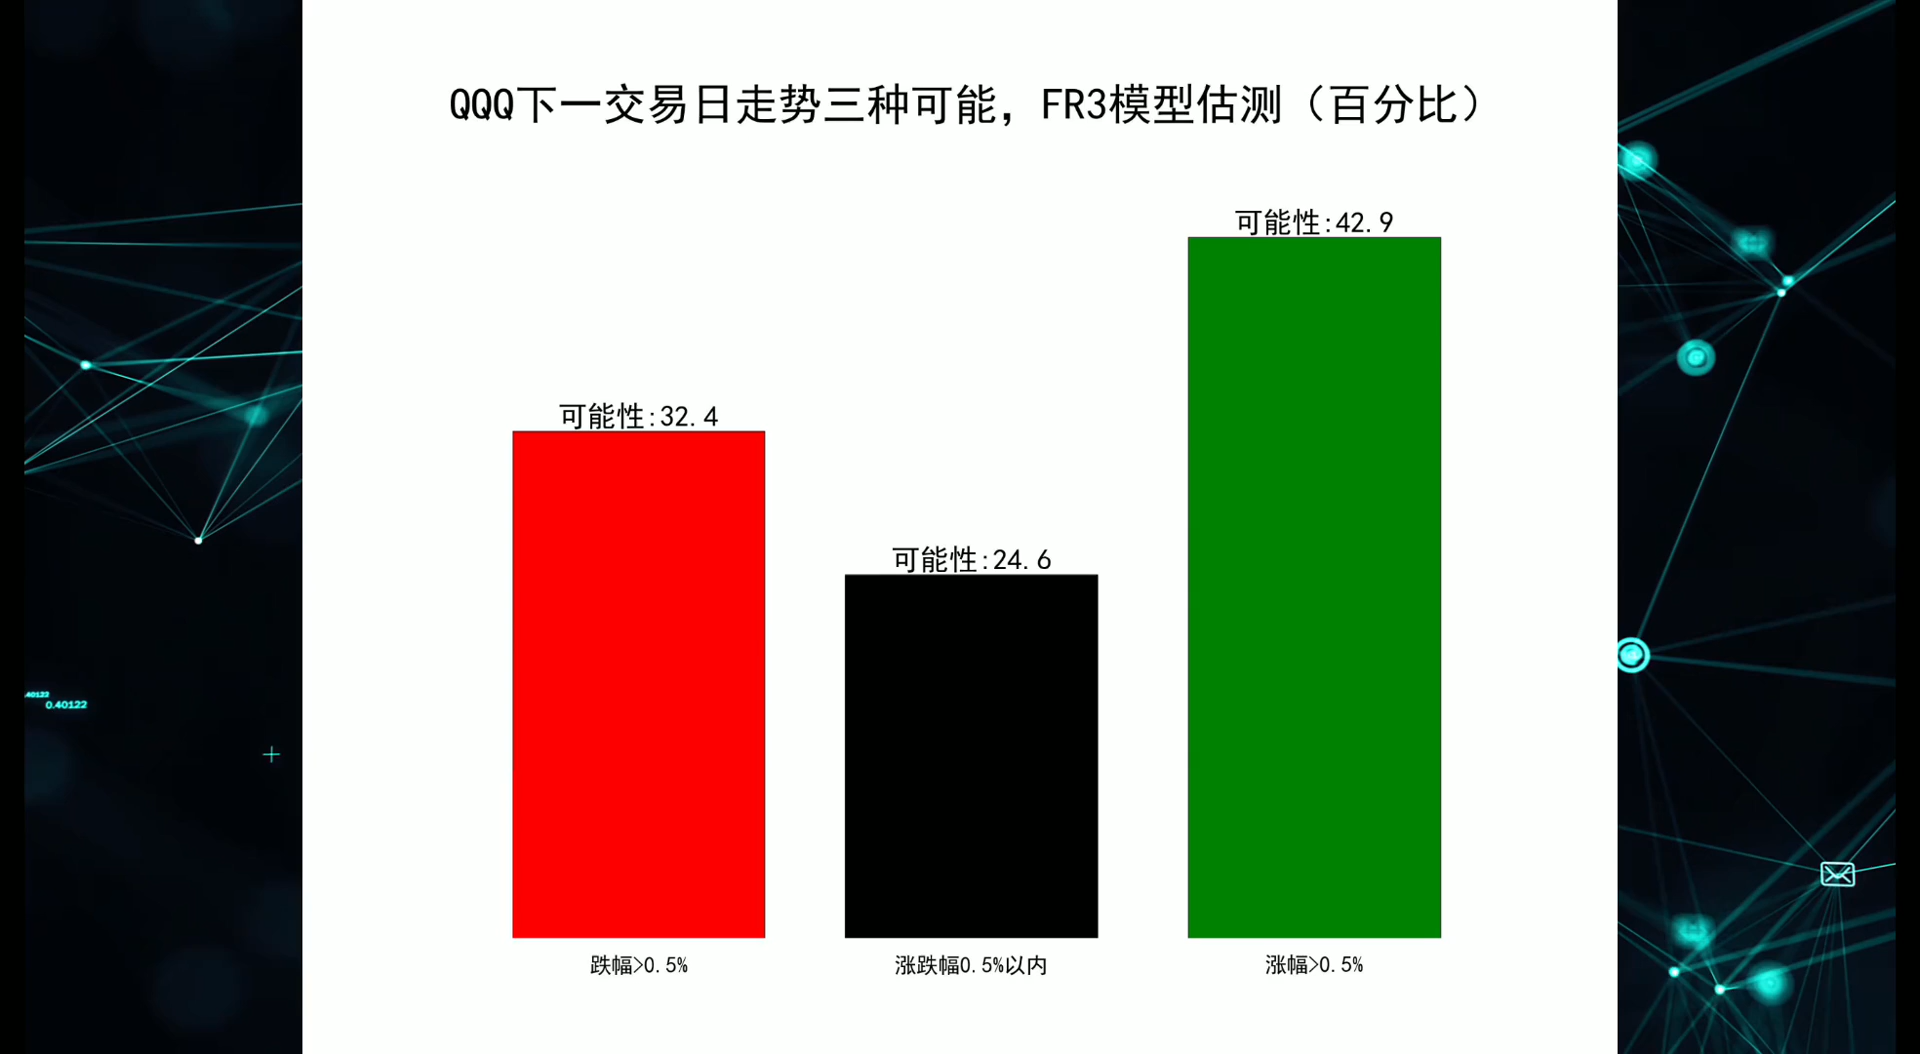 QQQ下一交易日走势三种可能，FR3模型估测（百分比）
可能性:42.9
可能性:32.4
可能性:24.6
.40122
0.40122
跌幅>0.5%
涨跌幅0.5%以内
涨幅>0.5%